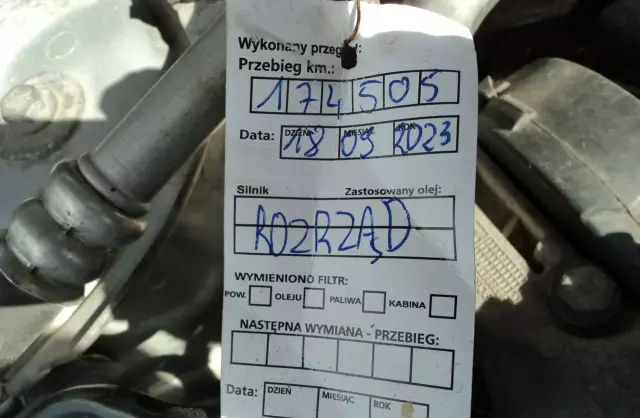 Wykonany przegląd:
Przebieg km.:
174505
Data: DZIEŃ MIESIĄC ROK
18 03 2023
Silnik Zastosowany olej:
ROZRZĄD
WYMIENIONO FILTR:
POW. OLEJU PALIWA KABINA
NASTĘPNA WYMIANA - PRZEBIEG:
Data: DZIEŃ MIESIĄC ROK